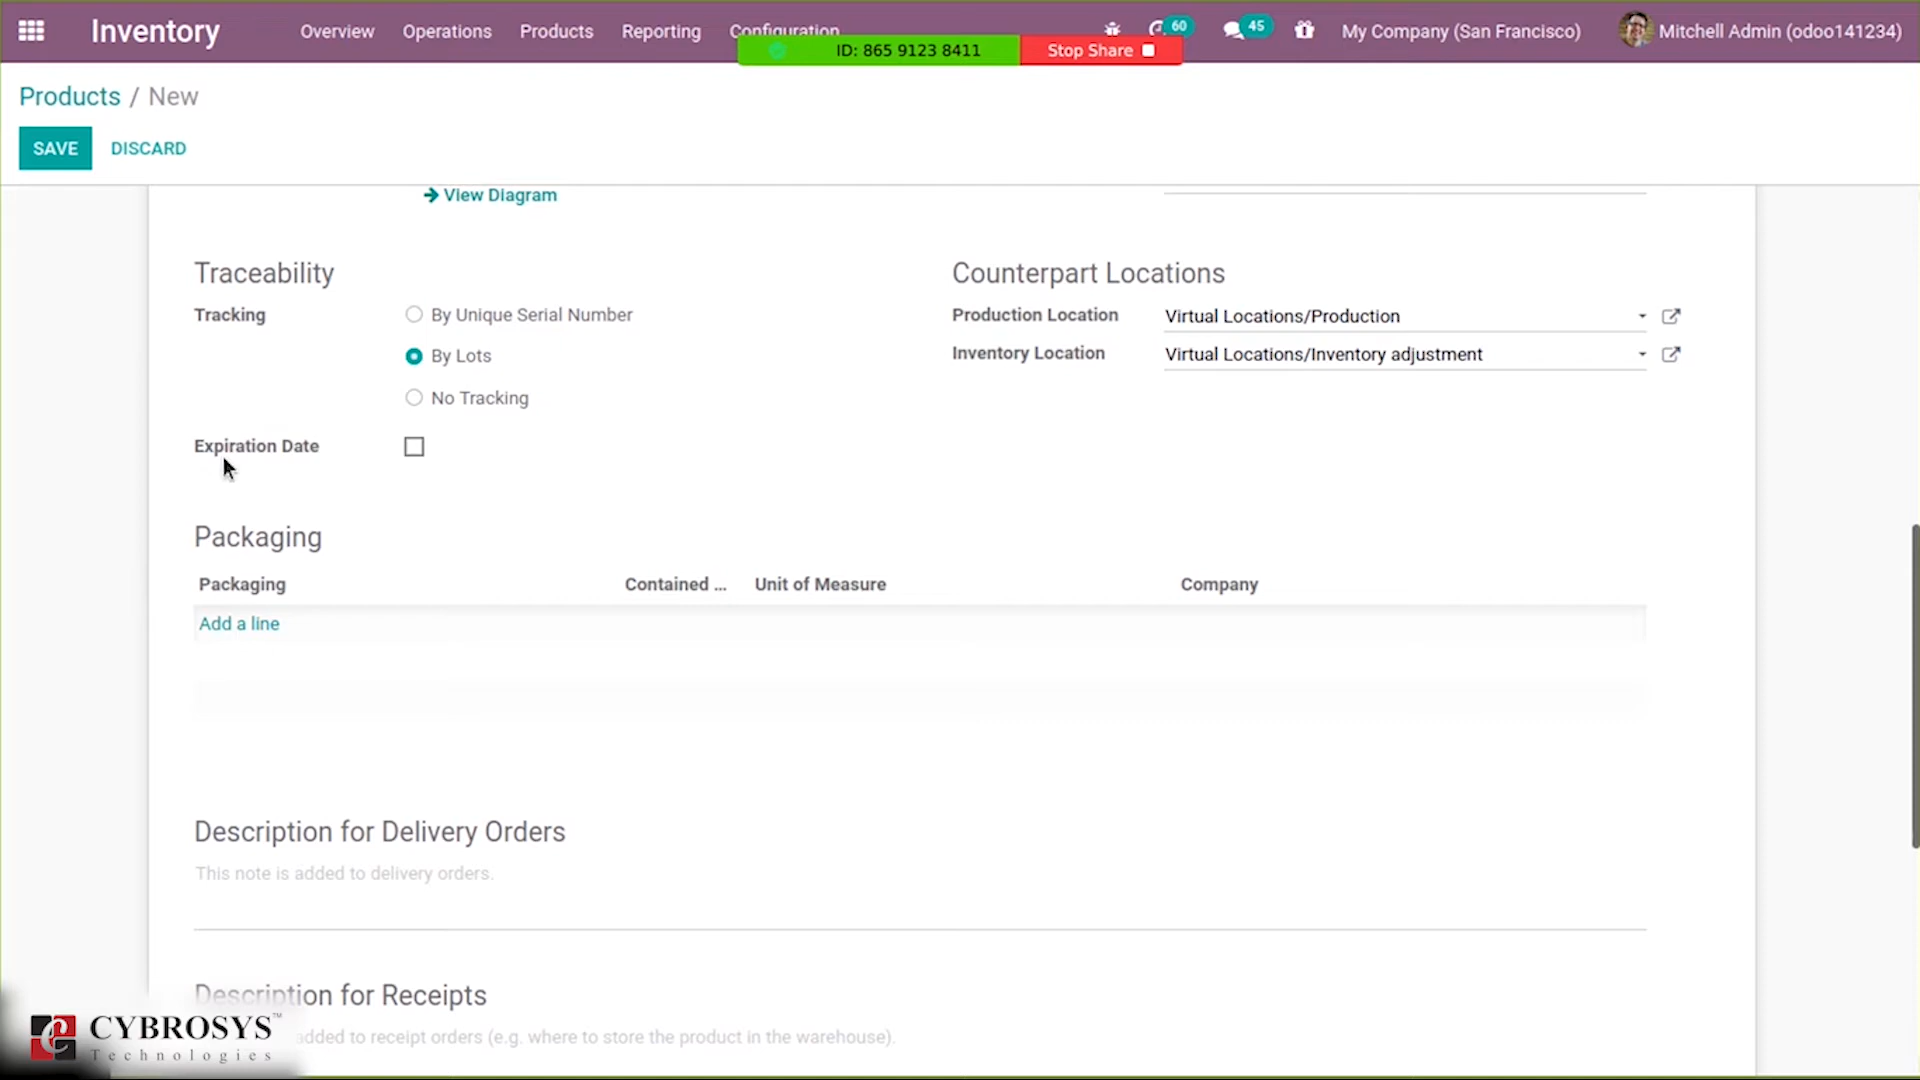 Inventory Overview Operations Products Reporting Configuration 60 45 My Company (San Francisco) Mitchell Admin (odoo141234)
ID: 865 9123 8411 Stop Share
Products / New
SAVE DISCARD
View Diagram
Traceability Counterpart Locations
Tracking By Unique Serial Number Production Location Virtual Locations/Production
By Lots Inventory Location Virtual Locations/Inventory adjustment
No Tracking
Expiration Date
Packaging
Packaging Contained ... Unit of Measure Company
Add a line
Description for Delivery Orders
This note is added to delivery orders.
Description for Receipts
added to receipt orders (e.g. where to store the product in the warehouse).
CYBROSYS™
Technologies